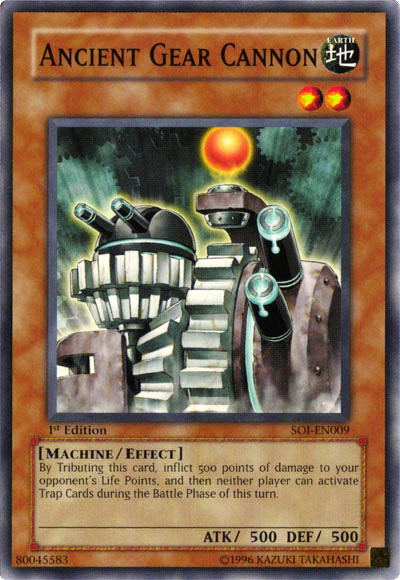 ANCIENT GEAR CANNON
EARTH
地
1st Edition
SOI-EN009
[MACHINE/EFFECT]
By Tributing this card, inflict 500 points of damage to your
opponent's Life Points, and then neither player can activate
Trap Cards during the Battle Phase of this turn.
ATK/ 500 DEF/ 500
80045583
©1996 KAZUKI TAKAHASHI